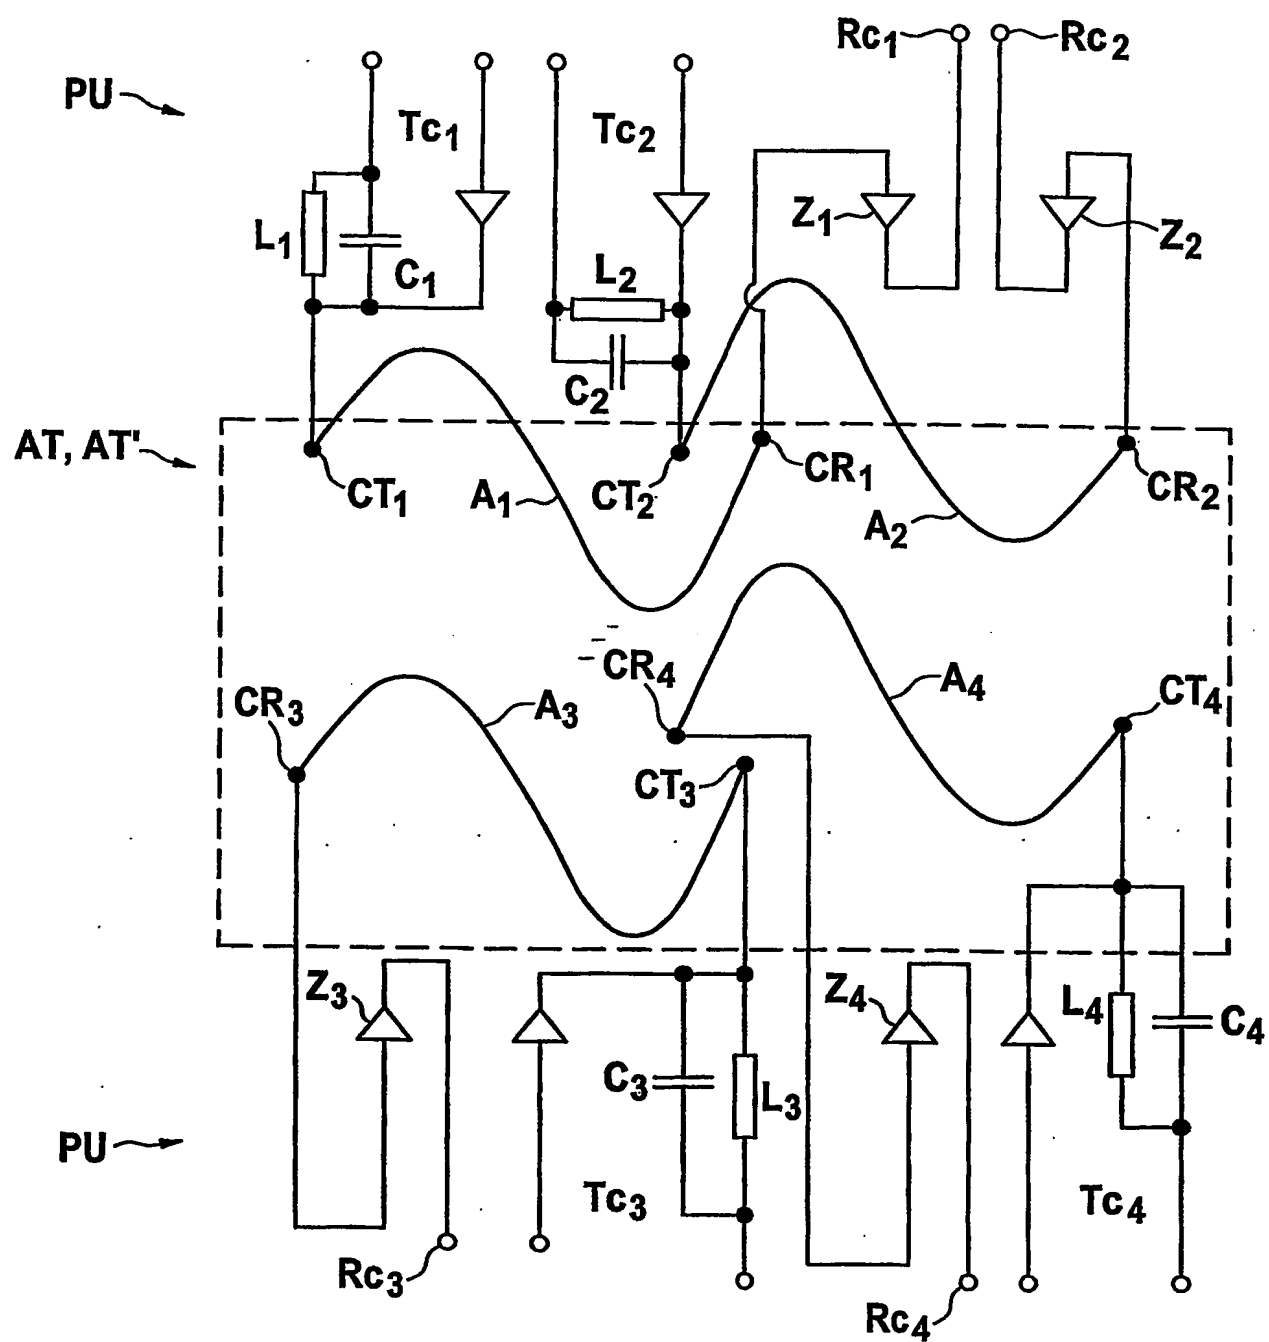 Rc1 Rc2
PU
Tc1 Tc2
Z1 Z2
L1 C1 L2
C2
AT, AT'
CT1 A1 CT2 CR1 A2 CR2
CR4 A4 CT4
CR3 A3
CT3
Z3 Z4 L4 C4
C3 L3
PU
Tc3 Tc4
Rc3
Rc4